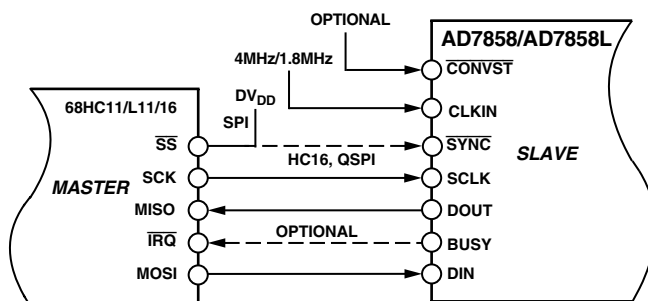 OPTIONAL
AD7858/AD7858L
4MHz/1.8MHz
CONVST
68HC11/L11/16
DVDD
CLKIN
SPI
SS
SYNC
HC16, QSPI
SLAVE
MASTER
SCK
SCLK
MISO
DOUT
OPTIONAL
IRQ
BUSY
MOSI
DIN